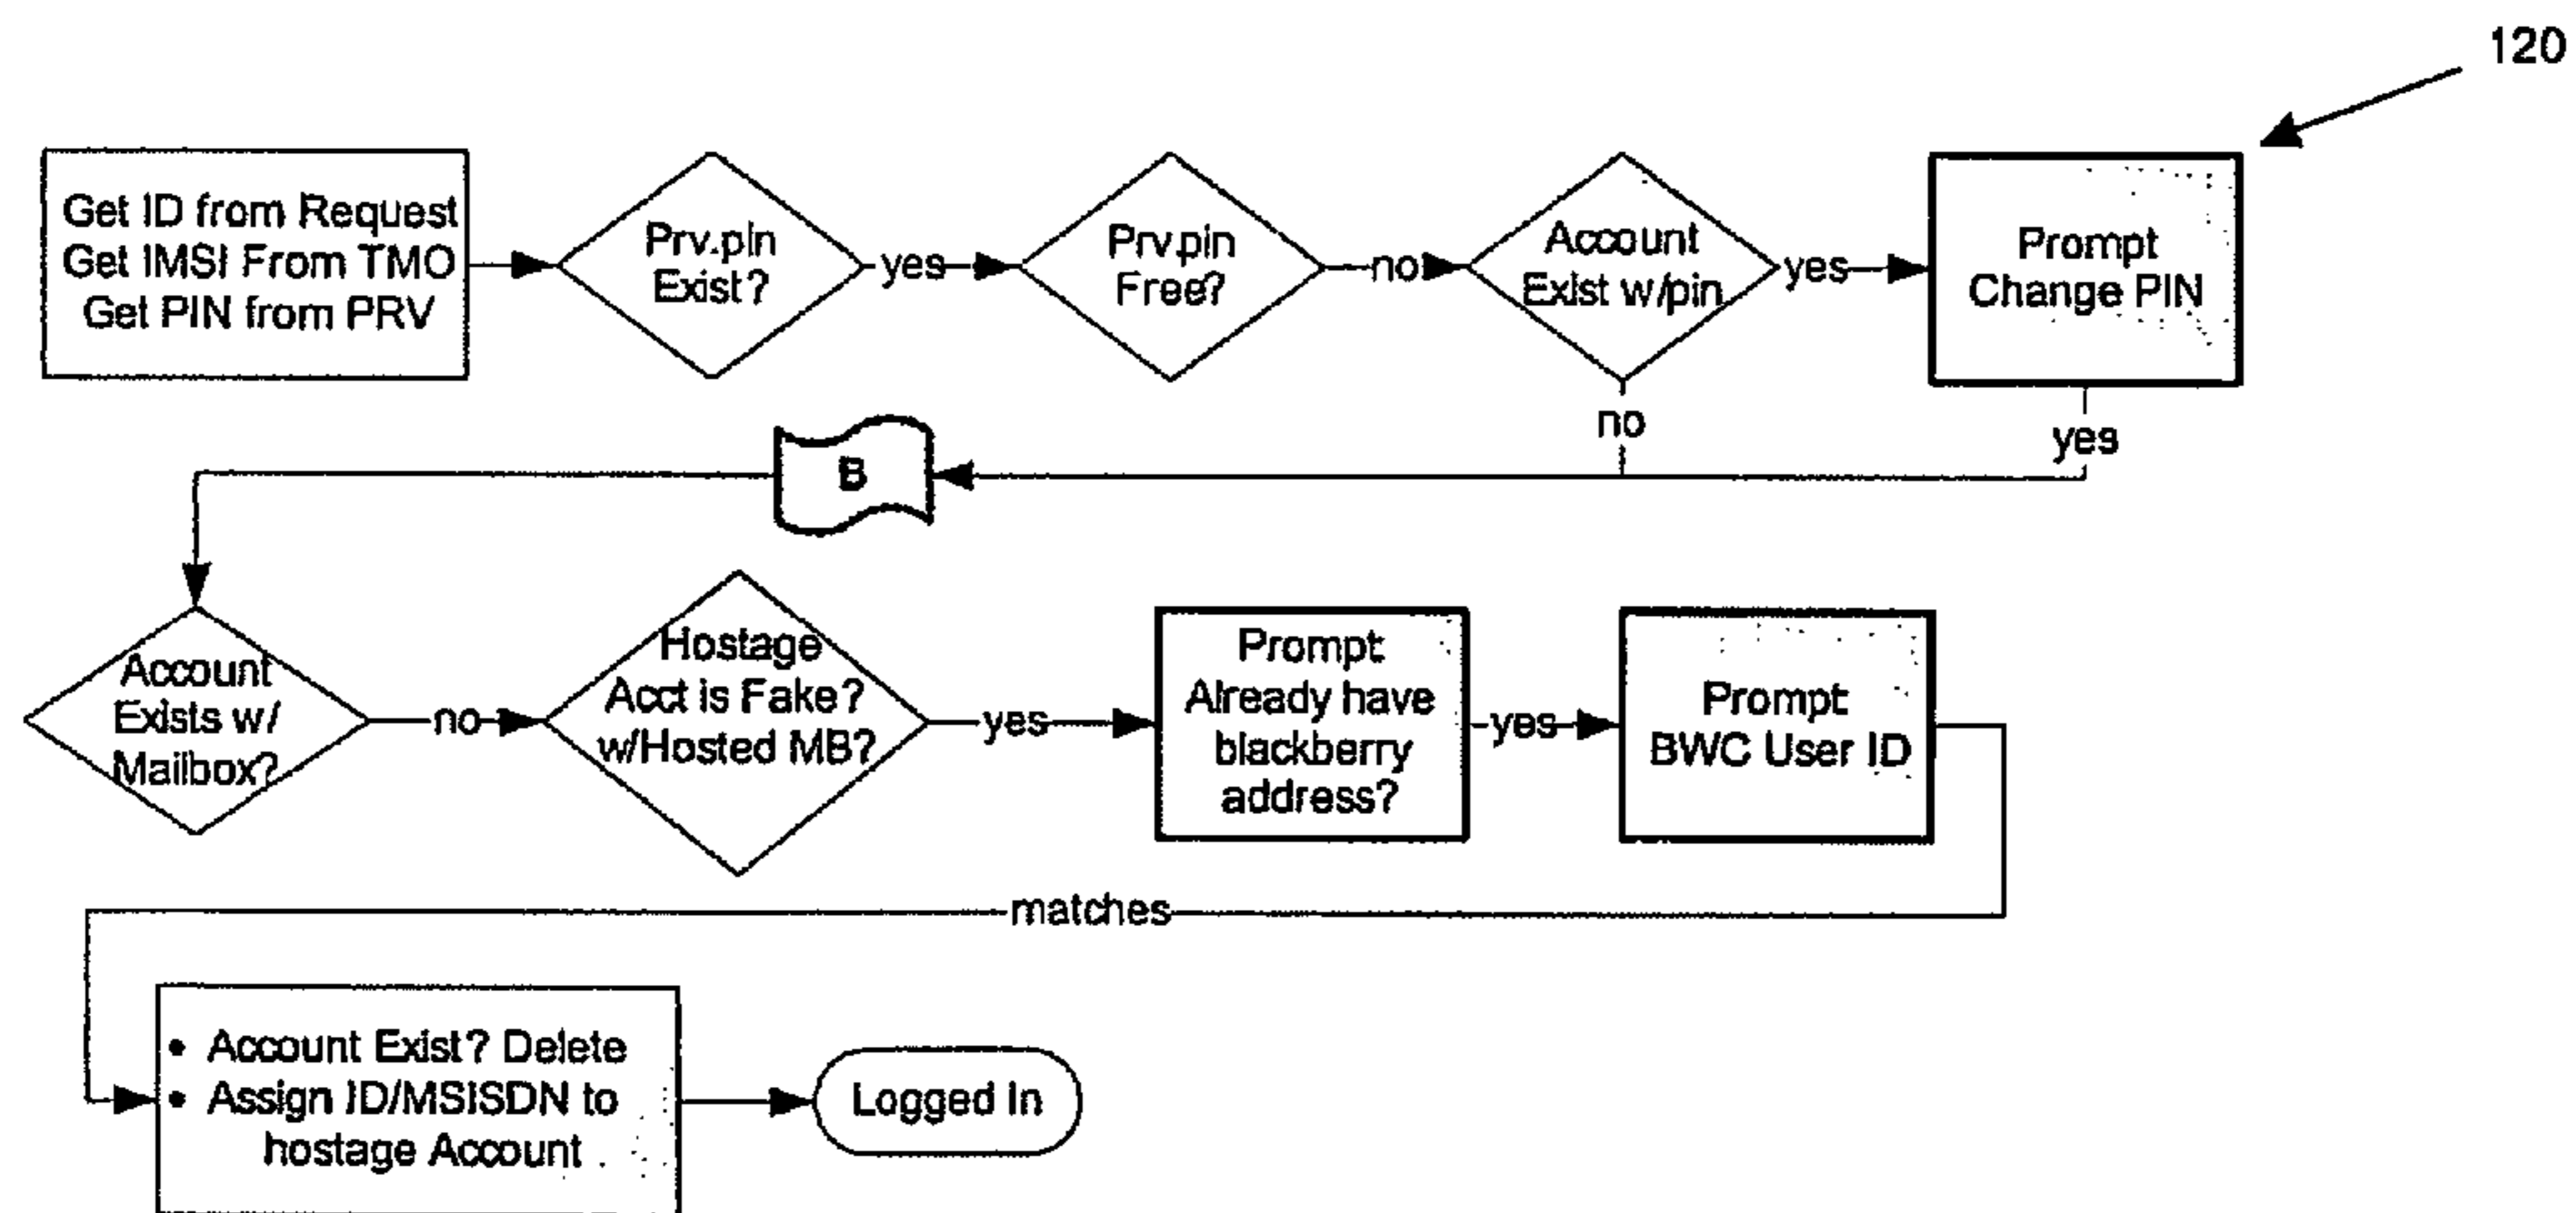 120
Get ID from Request
Get IMSI From TMO
Get PIN from PRV
Prv.pin
Exist?
yes
Prv.pin
Free?
no
Account
Exist w/pin
yes
Prompt
Change PIN
no
yes
B
Account
Exists w/
Mailbox?
no
Hostage
Acct is Fake?
w/Hosted MB?
yes
Prompt:
Already have
blackberry
address?
yes
Prompt:
BWC User ID
matches
• Account Exist? Delete
• Assign ID/MSISDN to
hostage Account
Logged In